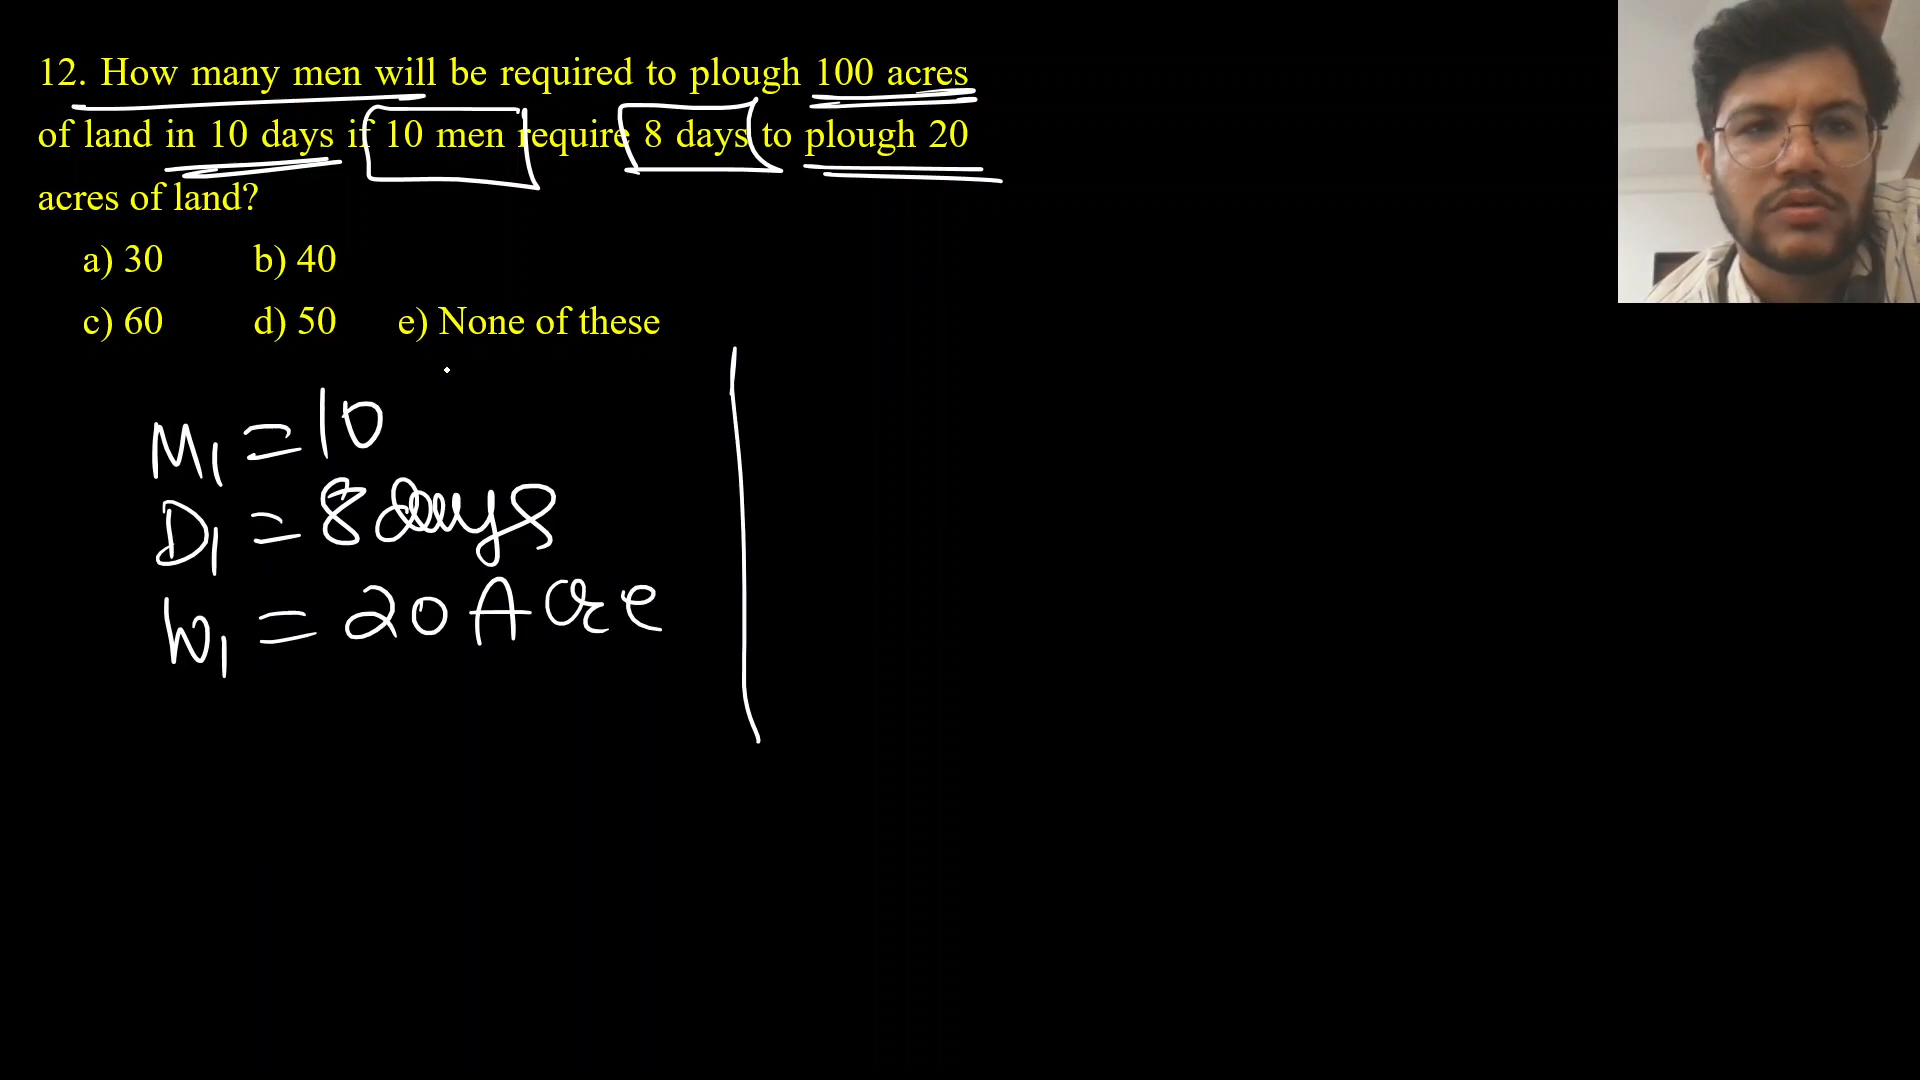 12. How many men will be required to plough 100 acres
of land in 10 days if 10 men require 8 days to plough 20
acres of land?
a) 30 b) 40
c) 60 d) 50 e) None of these
M1 = 10
D1 = 8 days
W1 = 20 Acre